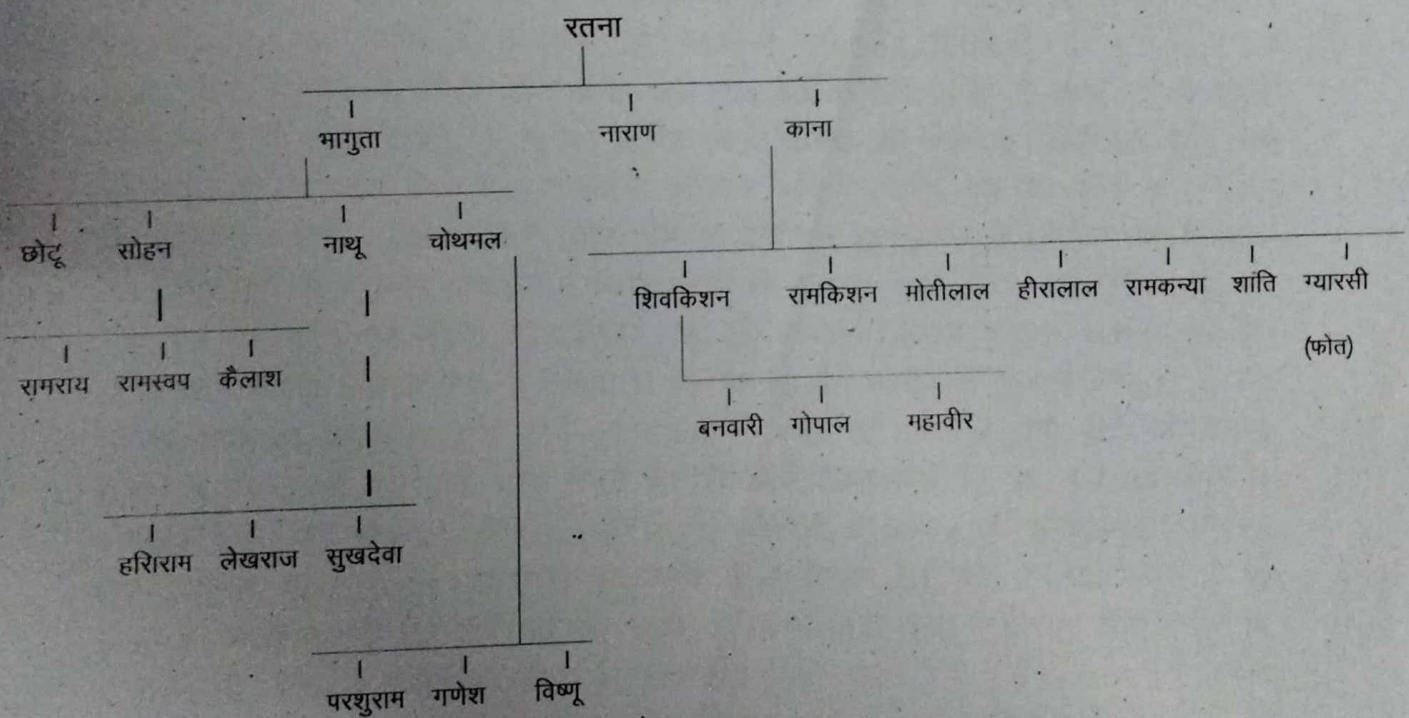 रतना
भागुता नाराण काना
छोटू सोहन नाथू चोथमल
शिवकिशन रामकिशन मोतीलाल हीरालाल रामकन्या शांति ग्यारसी
(फोत)
रामराय रामस्वप कैलाश
बनवारी गोपाल महावीर
हरिाराम लेखराज सुखदेवा
परशुराम गणेश विष्णू